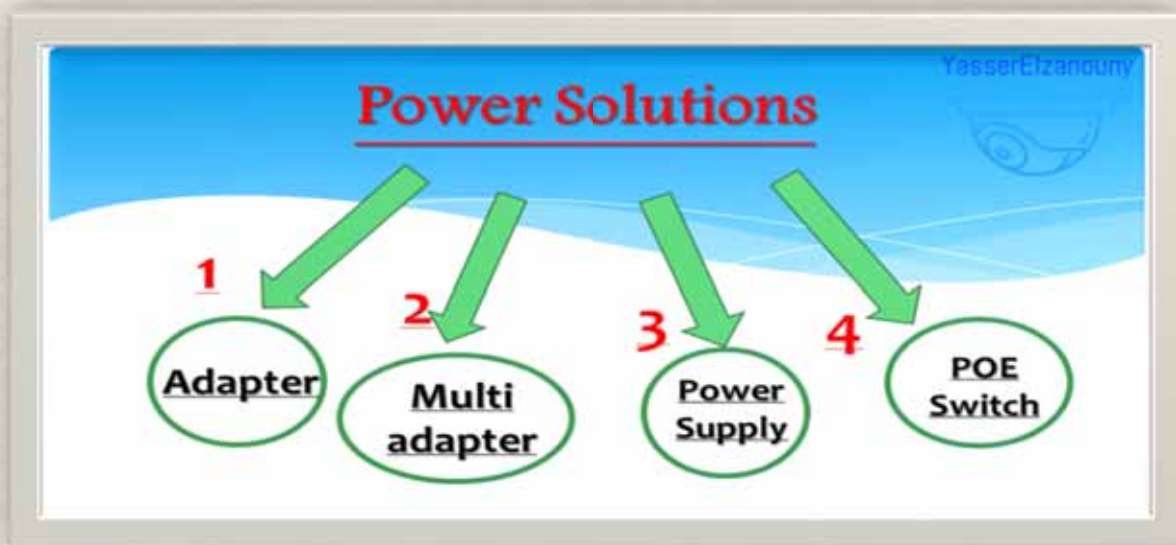 YasserElzanouny
Power Solutions
1
2
3
4
Adapter
Multi
adapter
Power
Supply
POE
Switch